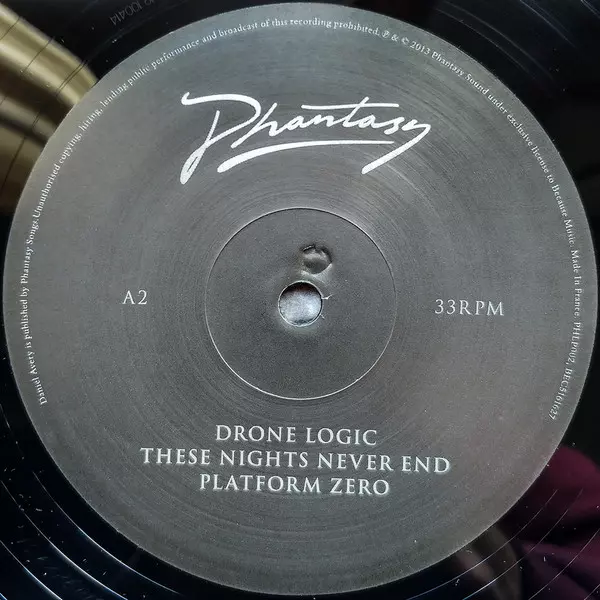 Daniel Avery is published by Phantasy Songs. Unauthorised copying, hiring, lending public performance and broadcast of this recording prohibited. ℗ & © 2013 Phantasy Sound under exclusive license to Because Music. Made In France. PHLP002, BEC5161637
Phantasy
A2
33RPM
DRONE LOGIC
THESE NIGHTS NEVER END
PLATFORM ZERO